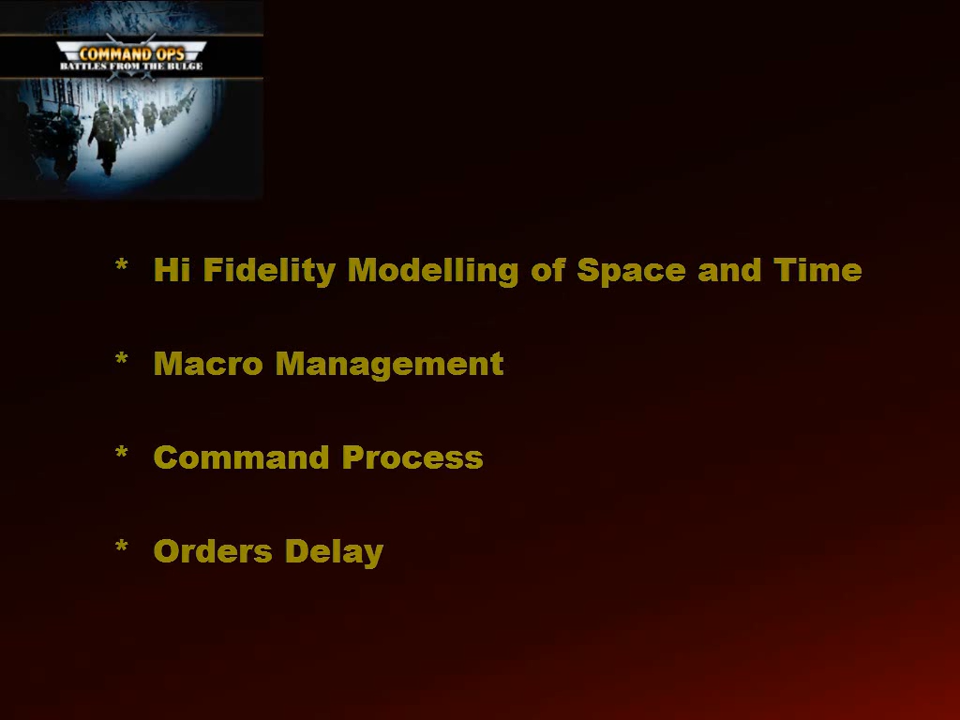 COMMAND OPS
BATTLES FROM THE BULGE
* Hi Fidelity Modelling of Space and Time
* Macro Management
* Command Process
* Orders Delay